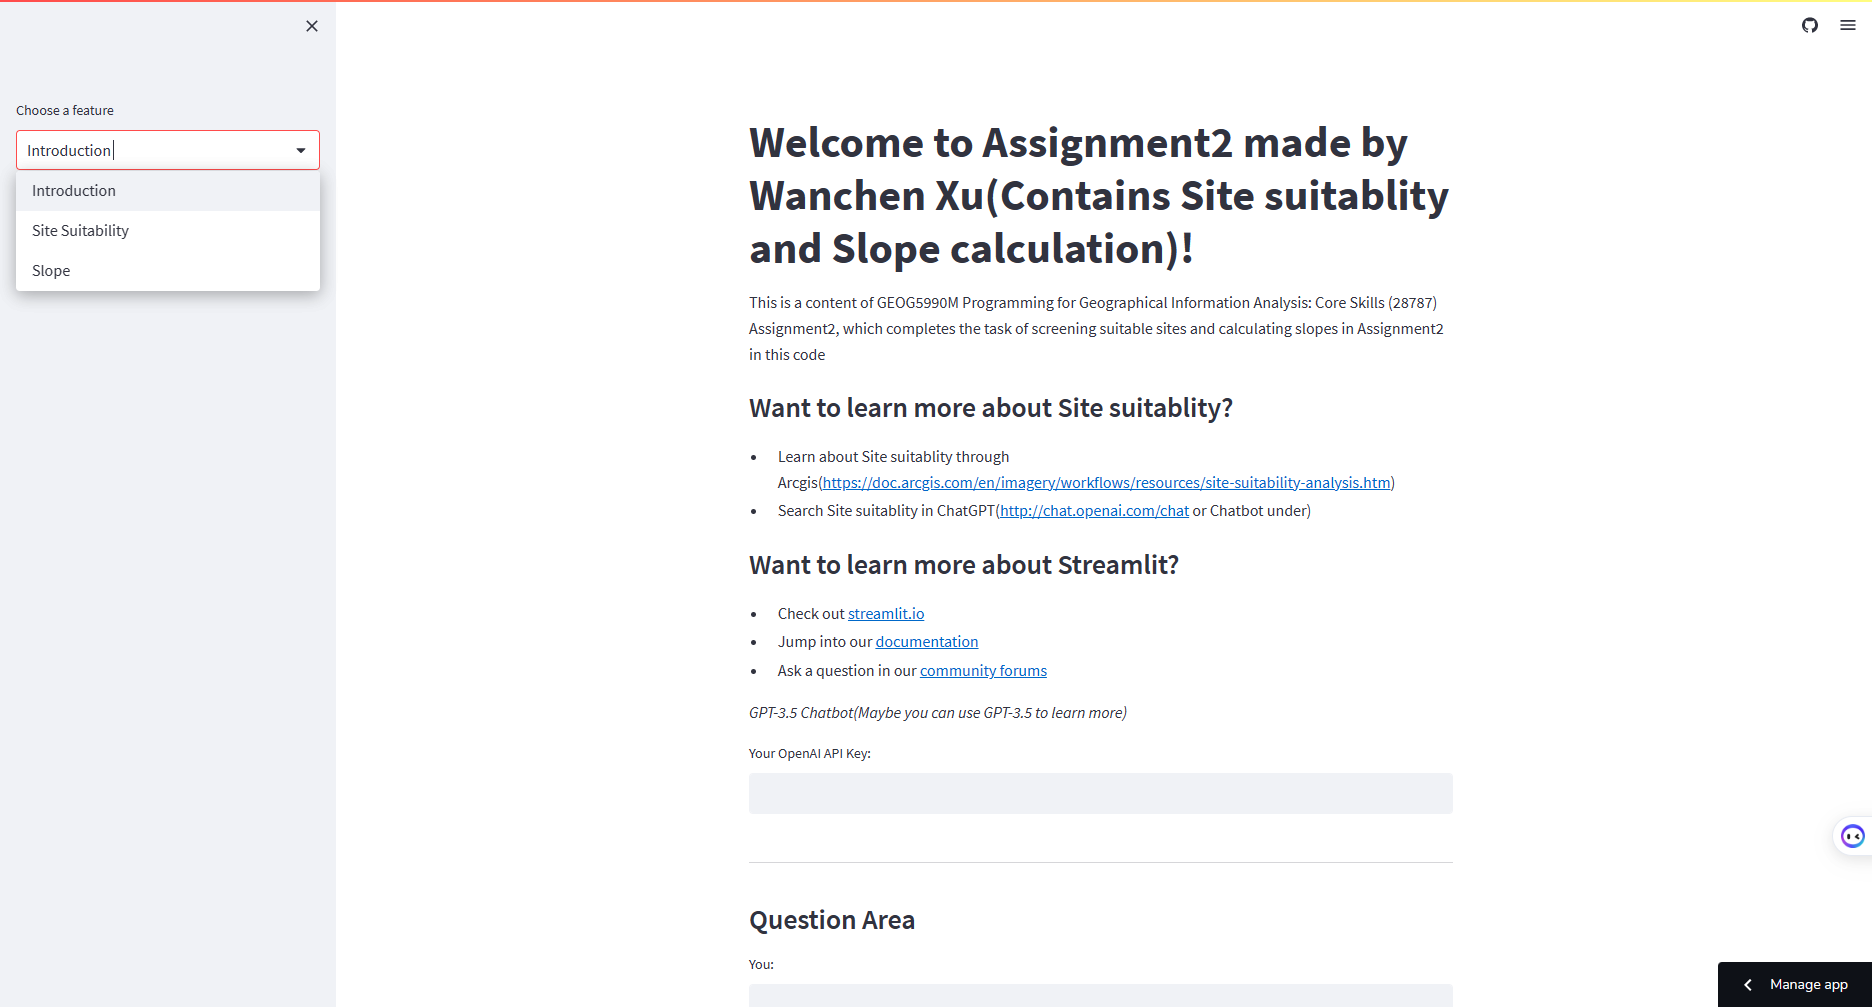 Choose a feature
Introduction
Introduction
Site Suitability
Slope
Welcome to Assignment2 made by
Wanchen Xu(Contains Site suitablity
and Slope calculation)!
This is a content of GEOG5990M Programming for Geographical Information Analysis: Core Skills (28787)
Assignment2, which completes the task of screening suitable sites and calculating slopes in Assignment2
in this code
Want to learn more about Site suitablity?
Learn about Site suitablity through
Arcgis(https://doc.arcgis.com/en/imagery/workflows/resources/site-suitability-analysis.htm)
Search Site suitablity in ChatGPT(http://chat.openai.com/chat or Chatbot under)
Want to learn more about Streamlit?
Check out streamlit.io
Jump into our documentation
Ask a question in our community forums
GPT-3.5 Chatbot(Maybe you can use GPT-3.5 to learn more)
Your OpenAI API Key:
Question Area
You:
Manage app